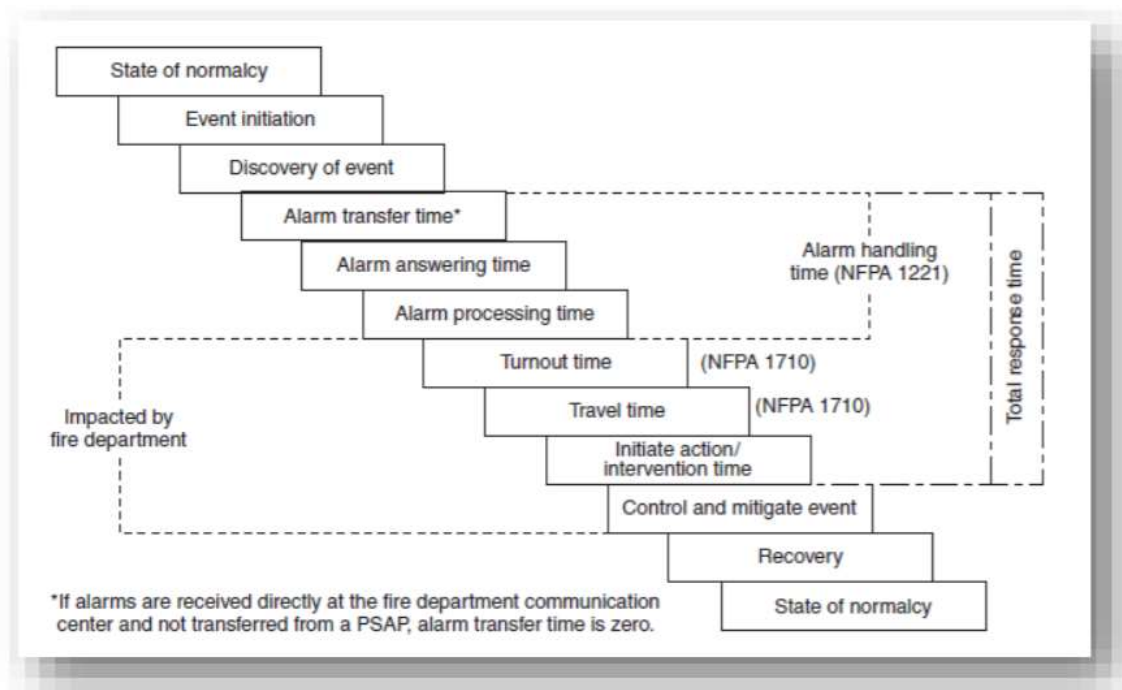 State of normalcy
Event initiation
Discovery of event
Alarm transfer time*
Alarm answering time
Alarm processing time
Alarm handling
time (NFPA 1221)
Turnout time
(NFPA 1710)
Travel time
(NFPA 1710)
Initiate action/
intervention time
Total response time
Impacted by
fire department
Control and mitigate event
Recovery
State of normalcy
*If alarms are received directly at the fire department communication
center and not transferred from a PSAP, alarm transfer time is zero.